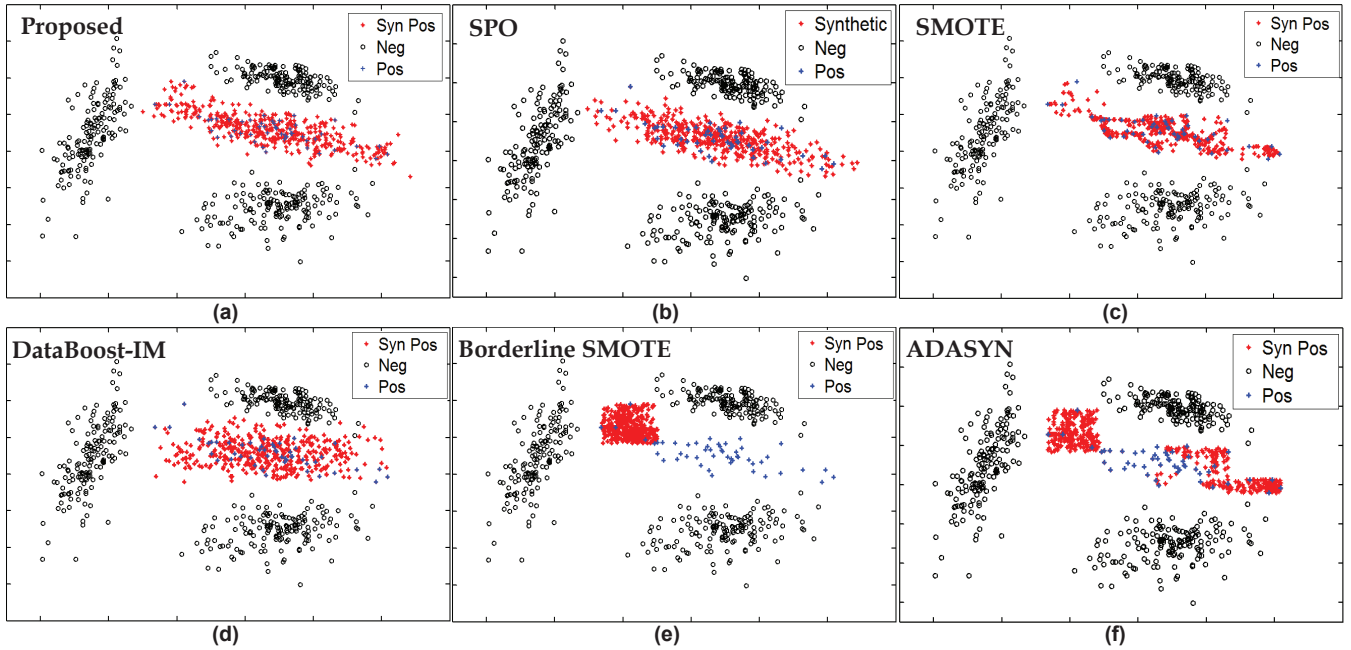 Proposed
Syn Pos
Neg
Pos
(a)
SPO
Synthetic
Neg
Pos
(b)
SMOTE
Syn Pos
Neg
Pos
(c)
DataBoost-IM
Syn Pos
Neg
Pos
(d)
Borderline SMOTE
Syn Pos
Neg
Pos
(e)
ADASYN
Syn Pos
Neg
Pos
(f)